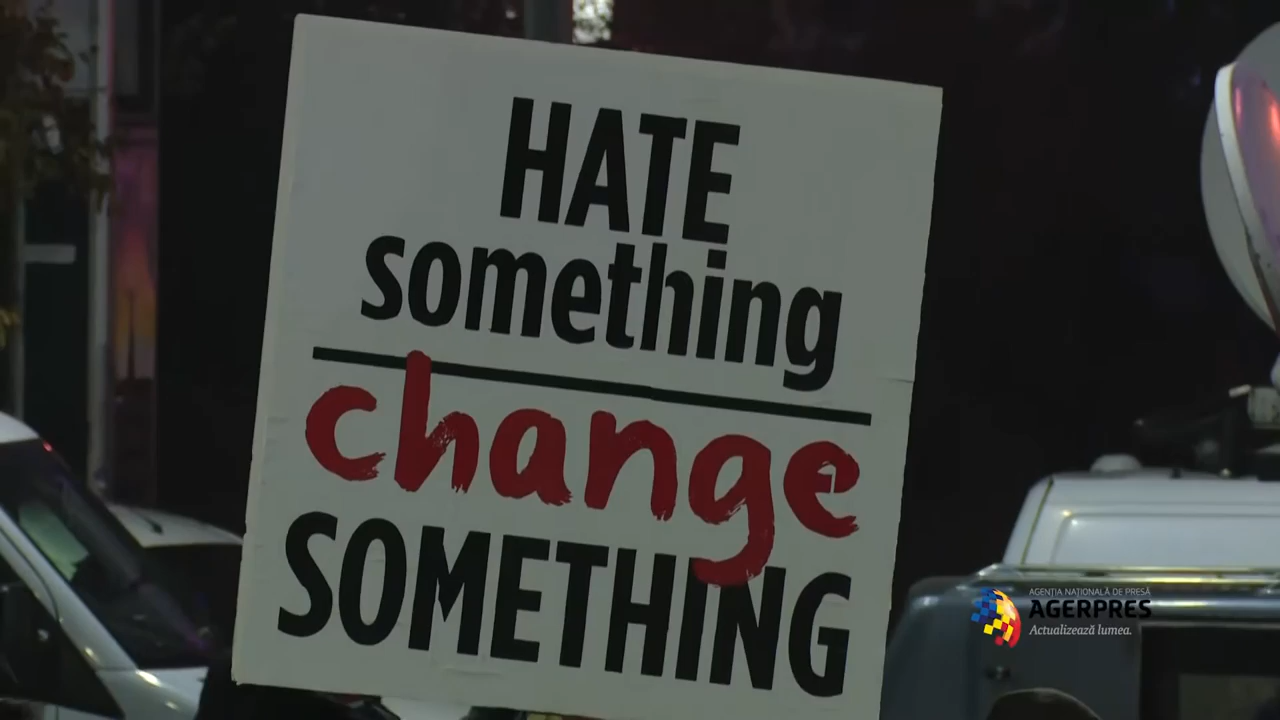 HATE
something
change
SOMETHING
AGENȚIA NAȚIONALĂ DE PRESĂ
AGERPRES
Actualizează lumea.